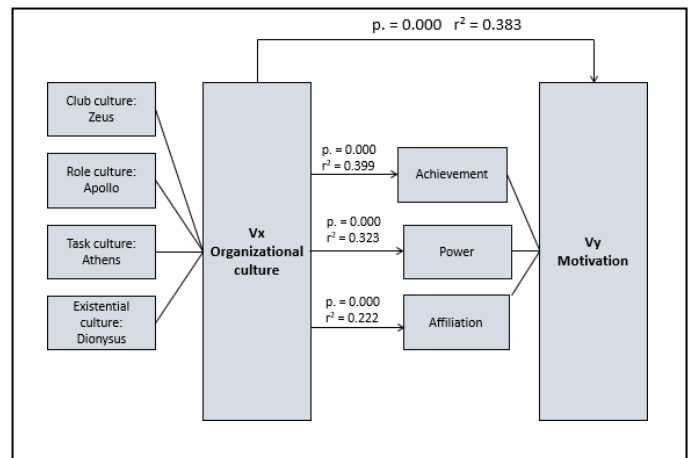 p. = 0.000   r² = 0.383
Club culture:
Zeus
Role culture:
Apollo
Task culture:
Athens
Existential
culture:
Dionysus
Vx
Organizational
culture
p. = 0.000
r² = 0.399
p. = 0.000
r² = 0.323
p. = 0.000
r² = 0.222
Achievement
Power
Affiliation
Vy
Motivation